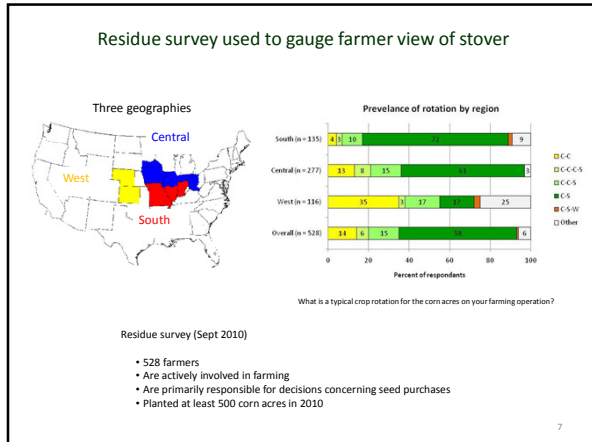 Residue survey used to gauge farmer view of stover
Three geographies
Central
West
South
Prevelance of rotation by region
South (n = 135)
4 3 10 72 9
Central (n = 277)
13 8 15 61 3
West (n = 116)
35 3 17 17 25
Overall (n = 528)
14 6 15 58 6
0 20 40 60 80 100
Percent of respondents
C-C
C-C-C-S
C-C-S
C-S
C-S-W
Other
What is a typical crop rotation for the corn acres on your farming operation?
Residue survey (Sept 2010)
• 528 farmers
• Are actively involved in farming
• Are primarily responsible for decisions concerning seed purchases
• Planted at least 500 corn acres in 2010
7